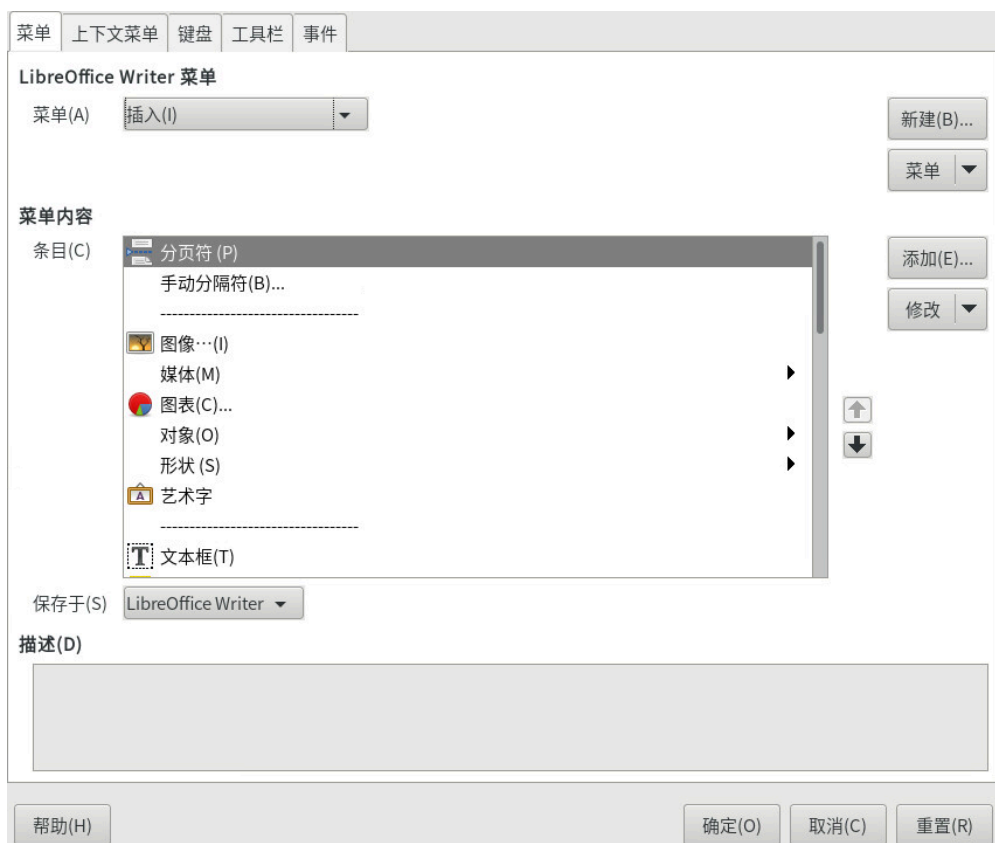 菜单 上下文菜单 键盘 工具栏 事件
LibreOffice Writer 菜单
菜单(A) 插入(I) 新建(B)...
菜单
菜单内容
条目(C) 分页符 (P) 添加(E)...
手动分隔符(B)...
----------------------------------
修改
图像…(I)
媒体(M)
图表(C)...
对象(O)
形状 (S)
艺术字
----------------------------------
文本框(T)
保存于(S) LibreOffice Writer
描述(D)
帮助(H) 确定(O) 取消(C) 重置(R)